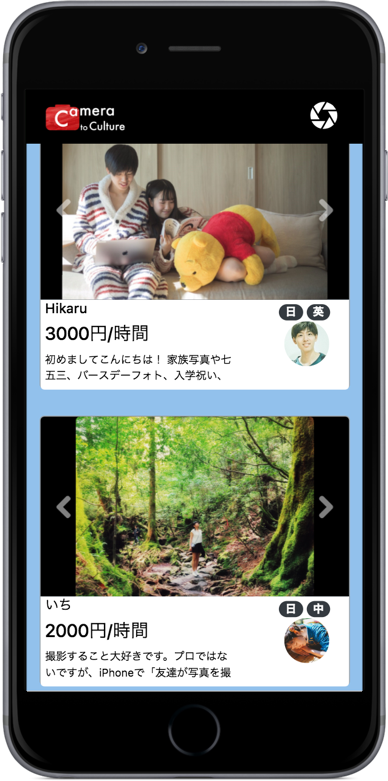 Camera
to Culture
Hikaru
日 英
3000円/時間
初めましてこんにちは！ 家族写真や七
五三、バースデーフォト、入学祝い、
いち
日 中
2000円/時間
撮影すること大好きです。プロではな
いですが、iPhoneで「友達が写真を撮